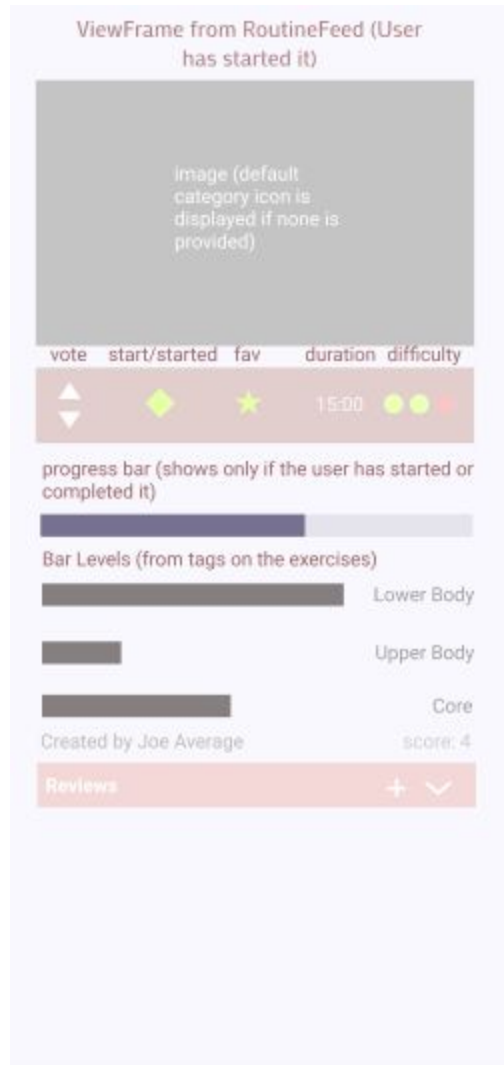 ViewFrame from RoutineFeed (User
has started it)
image (default
category icon is
displayed if none is
provided)
vote start/started fav duration difficulty
15:00
progress bar (shows only if the user has started or
completed it)
Bar Levels (from tags on the exercises)
Lower Body
Upper Body
Core
Created by Joe Average score: 4
Reviews